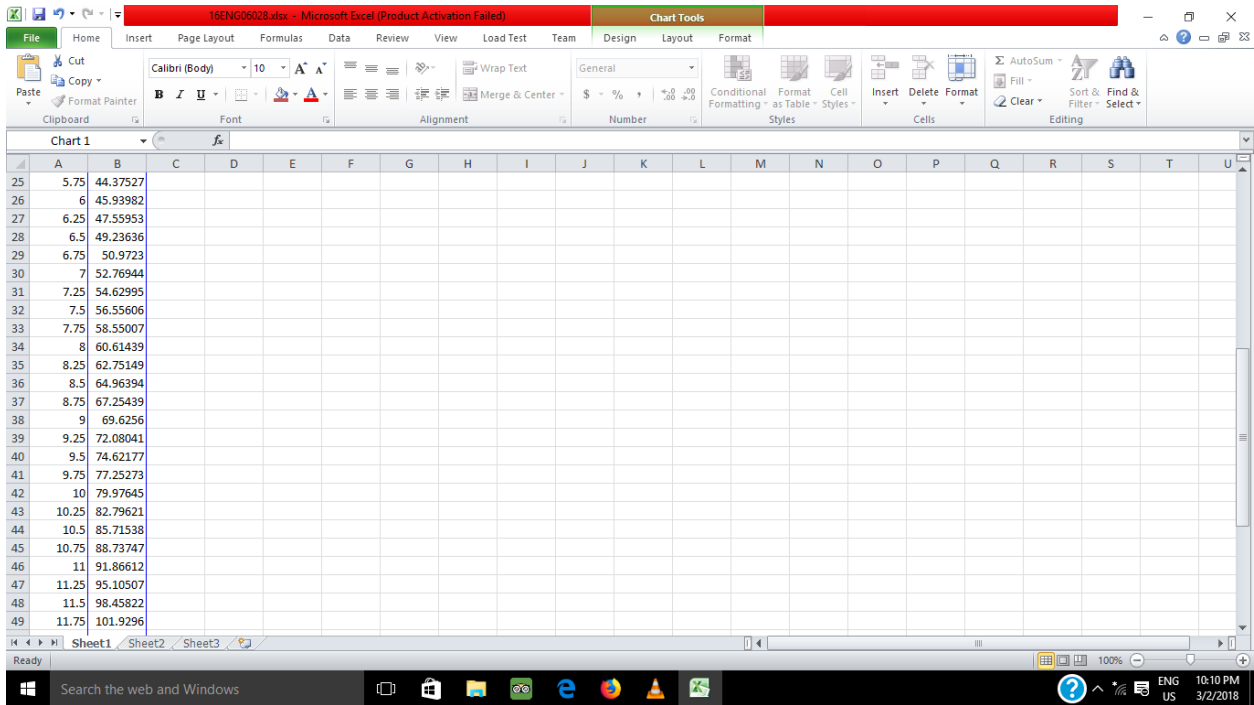 16ENG06028.xlsx - Microsoft Excel (Product Activation Failed) Chart Tools
File Home Insert Page Layout Formulas Data Review View Load Test Team Design Layout Format
Paste
Cut
Copy
Format Painter
Clipboard
Calibri (Body) 10 A A
B I U A
Font
Wrap Text
Merge & Center
Alignment
General
$ % , .0 .00 .00 .0
Number
Conditional Formatting
Format as Table
Cell Styles
Styles
Insert Delete Format
Cells
Σ AutoSum
Fill
Clear
Sort & Filter
Find & Select
Editing
Chart 1 fx
A B C D E F G H I J K L M N O P Q R S T U
25 5.75 44.37527
26 6 45.93982
27 6.25 47.55953
28 6.5 49.23636
29 6.75 50.9723
30 7 52.76944
31 7.25 54.62995
32 7.5 56.55606
33 7.75 58.55007
34 8 60.61439
35 8.25 62.75149
36 8.5 64.96394
37 8.75 67.25439
38 9 69.6256
39 9.25 72.08041
40 9.5 74.62177
41 9.75 77.25273
42 10 79.97645
43 10.25 82.79621
44 10.5 85.71538
45 10.75 88.73747
46 11 91.86612
47 11.25 95.10507
48 11.5 98.45822
49 11.75 101.9296
Sheet1 Sheet2 Sheet3
Ready 100%
Search the web and Windows
ENG
US
10:10 PM
3/2/2018